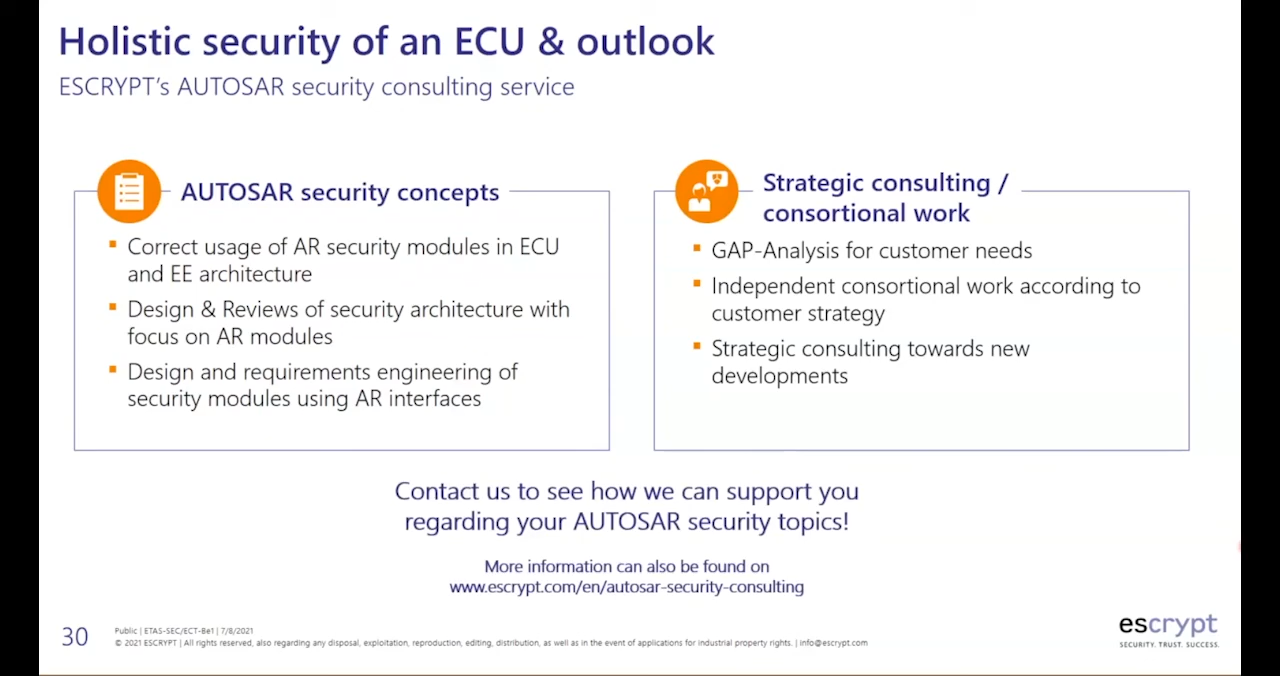 Holistic security of an ECU & outlook
ESCRYPT’s AUTOSAR security consulting service
AUTOSAR security concepts
▪ Correct usage of AR security modules in ECU
and EE architecture
▪ Design & Reviews of security architecture with
focus on AR modules
▪ Design and requirements engineering of
security modules using AR interfaces
Strategic consulting /
consortional work
▪ GAP-Analysis for customer needs
▪ Independent consortional work according to
customer strategy
▪ Strategic consulting towards new
developments
Contact us to see how we can support you
regarding your AUTOSAR security topics!
More information can also be found on
www.escrypt.com/en/autosar-security-consulting
30
Public | ETAS-SEC/ECT-Be1 | 7/8/2021
© 2021 ESCRYPT | All rights reserved, also regarding any disposal, exploitation, reproduction, editing, distribution, as well as in the event of applications for industrial property rights. | info@escrypt.com
escrypt
SECURITY. TRUST. SUCCESS.